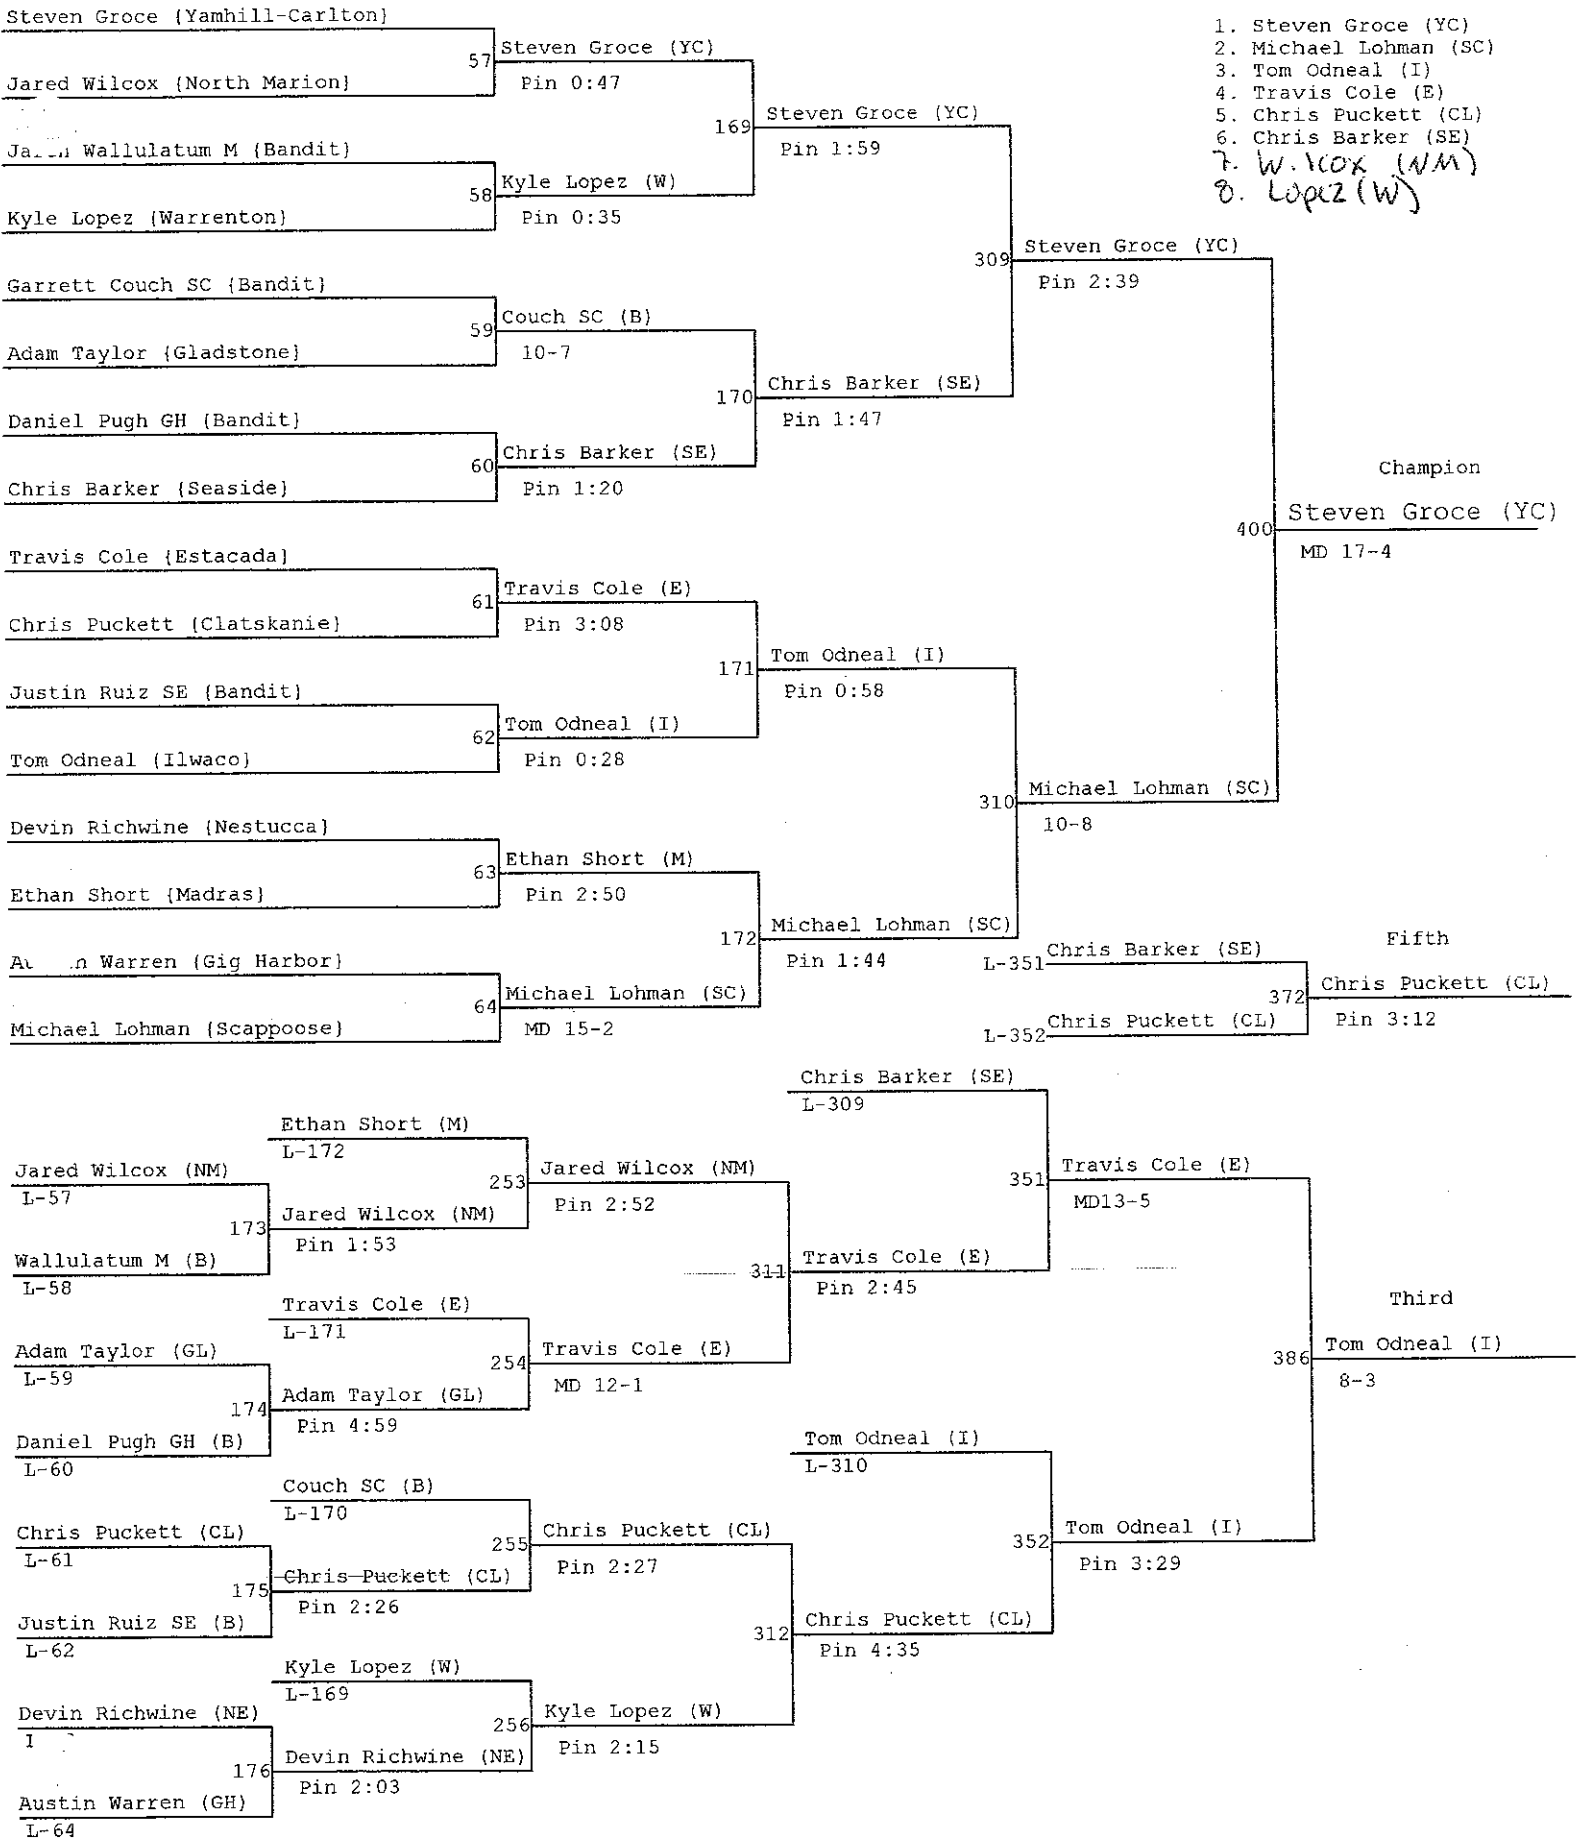 Steven Groce {Yamhill-Carlton}
57
Steven Groce (YC)
Pin 0:47
Jared Wilcox {North Marion}
169
Steven Groce (YC)
Pin 1:59
Wallulatum M {Bandit}
58
Kyle Lopez (W)
Pin 0:35
Kyle Lopez {Warrenton}
309
Steven Groce (YC)
Pin 2:39
Garrett Couch SC {Bandit}
59
Couch SC (B)
10-7
Adam Taylor {Gladstone}
170
Chris Barker (SE)
Pin 1:47
Daniel Pugh GH {Bandit}
60
Chris Barker (SE)
Pin 1:20
Chris Barker {Seaside}
1. Steven Groce (YC)
2. Michael Lohman (SC)
3. Tom Odneal (I)
4. Travis Cole (E)
5. Chris Puckett (CL)
6. Chris Barker (SE)
7. Wilcox (NM)
8. Lopez (W)
Champion
400
Steven Groce (YC)
MD 17-4
Travis Cole {Estacada}
61
Travis Cole (E)
Pin 3:08
Chris Puckett {Clatskanie}
171
Tom Odneal (I)
Pin 0:58
Justin Ruiz SE {Bandit}
62
Tom Odneal (I)
Pin 0:28
Tom Odneal {Ilwaco}
310
Michael Lohman (SC)
10-8
Devin Richwine {Nestucca}
63
Ethan Short (M)
Pin 2:50
Ethan Short {Madras}
172
Michael Lohman (SC)
Pin 1:44
Warren {Gig Harbor}
64
Michael Lohman (SC)
MD 15-2
Michael Lohman {Scappoose}
Fifth
L-351
Chris Barker (SE)
372
Chris Puckett (CL)
Pin 3:12
L-352
Chris Puckett (CL)
Chris Barker (SE)
L-309
Ethan Short (M)
L-172
Jared Wilcox (NM)
L-57
253
Jared Wilcox (NM)
Pin 2:52
173
Jared Wilcox (NM)
Pin 1:53
Wallulatum M (B)
L-58
351
Travis Cole (E)
MD13-5
311
Travis Cole (E)
Pin 2:45
Travis Cole (E)
L-171
Adam Taylor (GL)
L-59
254
Travis Cole (E)
MD 12-1
174
Adam Taylor (GL)
Pin 4:59
Daniel Pugh GH (B)
L-60
Third
386
Tom Odneal (I)
8-3
Tom Odneal (I)
L-310
Couch SC (B)
L-170
Chris Puckett (CL)
L-61
255
Chris Puckett (CL)
Pin 2:27
175
Chris Puckett (CL)
Pin 2:26
Justin Ruiz SE (B)
L-62
352
Tom Odneal (I)
Pin 3:29
312
Chris Puckett (CL)
Pin 4:35
Kyle Lopez (W)
L-169
Devin Richwine (NE)
256
Kyle Lopez (W)
Pin 2:15
176
Devin Richwine (NE)
Pin 2:03
Austin Warren (GH)
L-64